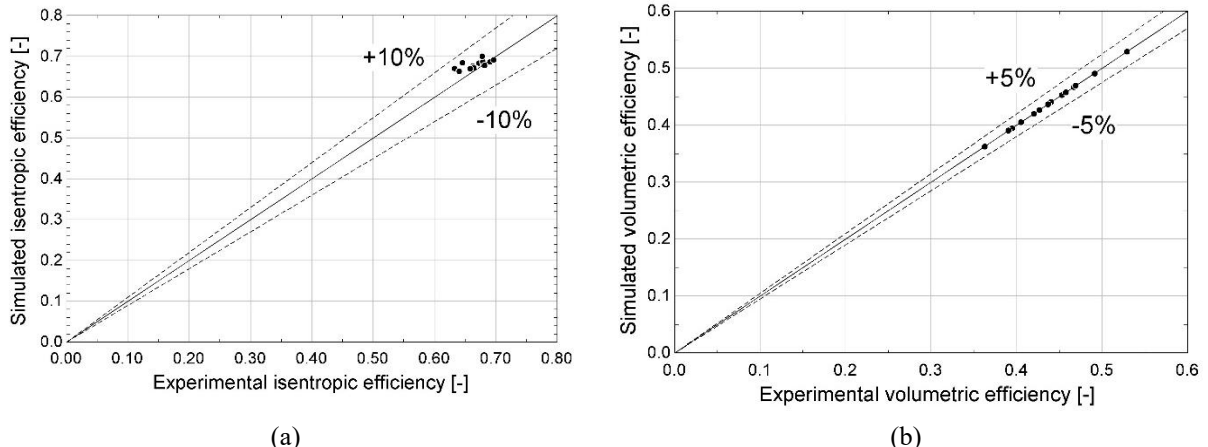 0.8
0.7
0.6
0.5
0.4
0.3
0.2
0.1
0.0
Simulated isentropic efficiency [-]
+10%
-10%
0.00 0.10 0.20 0.30 0.40 0.50 0.60 0.70 0.80
Experimental isentropic efficiency [-]
(a)
0.6
0.5
0.4
0.3
0.2
0.1
0.0
Simulated volumetric efficiency [-]
+5%
-5%
0.0 0.1 0.2 0.3 0.4 0.5 0.6
Experimental volumetric efficiency [-]
(b)